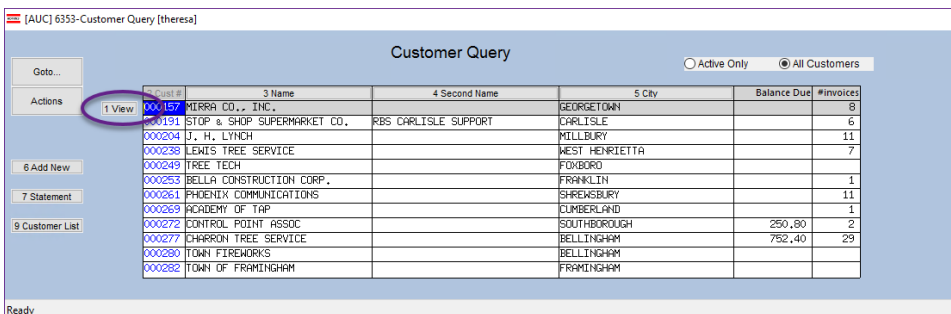 [AUC] 6353-Customer Query [theresa]
Customer Query
Goto...
Active Only All Customers
Actions
1 View
2 Cust # 3 Name 4 Second Name 5 City Balance Due #invoices
000157 MIRRA CO., INC. GEORGETOWN 8
000191 STOP & SHOP SUPERMARKET CO. RBS CARLISLE SUPPORT CARLISLE 6
000204 J. H. LYNCH MILLBURY 11
000238 LEWIS TREE SERVICE WEST HENRIETTA 7
6 Add New
000249 TREE TECH FOXBORO
000253 BELLA CONSTRUCTION CORP. FRANKLIN 1
7 Statement
000261 PHOENIX COMMUNICATIONS SHREWSBURY 11
000269 ACADEMY OF TAP CUMBERLAND 1
9 Customer List
000272 CONTROL POINT ASSOC SOUTHBOROUGH 250.80 2
000277 CHARRON TREE SERVICE BELLINGHAM 752.40 29
000280 TOWN FIREWORKS BELLINGHAM
000282 TOWN OF FRAMINGHAM FRAMINGHAM
Ready